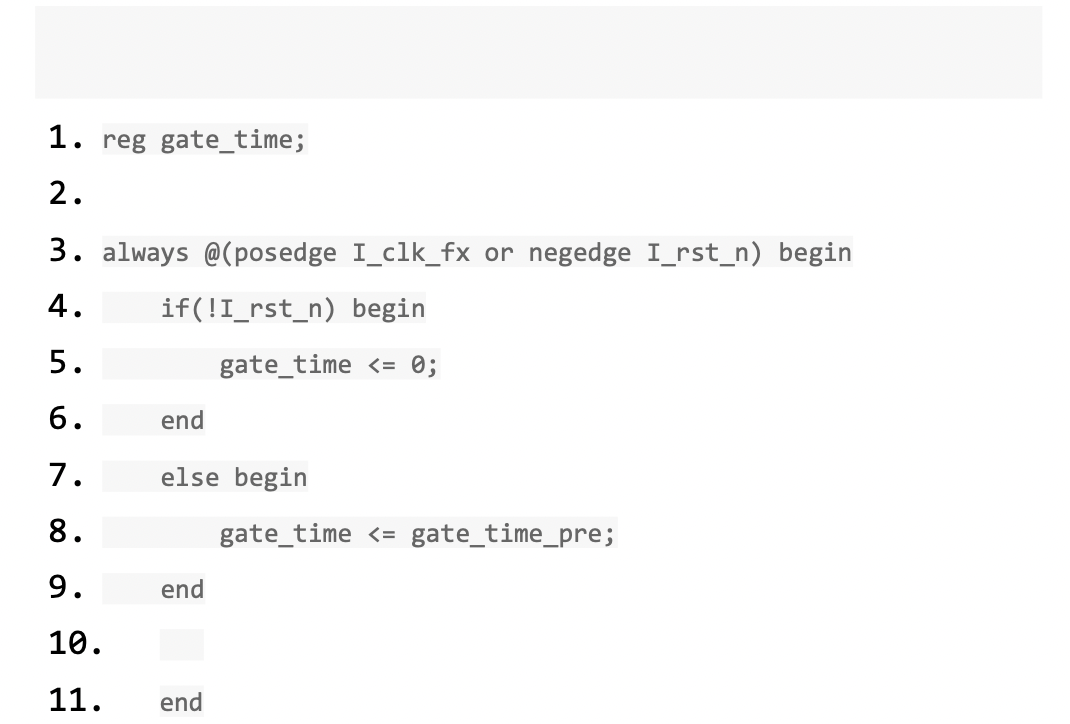 1. reg gate_time;
2.
3. always @(posedge I_clk_fx or negedge I_rst_n) begin
4.     if(!I_rst_n) begin
5.         gate_time <= 0;
6.     end
7.     else begin
8.         gate_time <= gate_time_pre;
9.     end
10.
11.    end